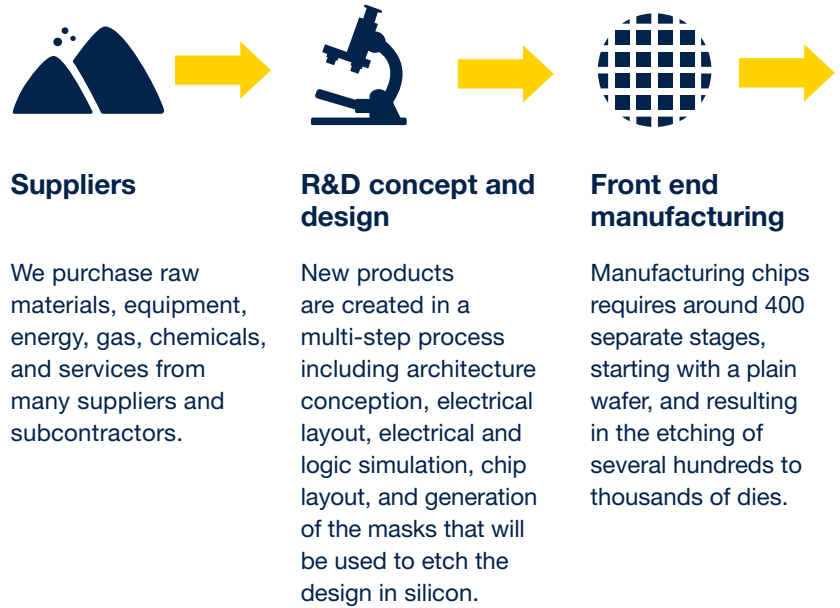 Suppliers
We purchase raw
materials, equipment,
energy, gas, chemicals,
and services from
many suppliers and
subcontractors.
R&D concept and
design
New products
are created in a
multi-step process
including architecture
conception, electrical
layout, electrical and
logic simulation, chip
layout, and generation
of the masks that will
be used to etch the
design in silicon.
Front end
manufacturing
Manufacturing chips
requires around 400
separate stages,
starting with a plain
wafer, and resulting
in the etching of
several hundreds to
thousands of dies.